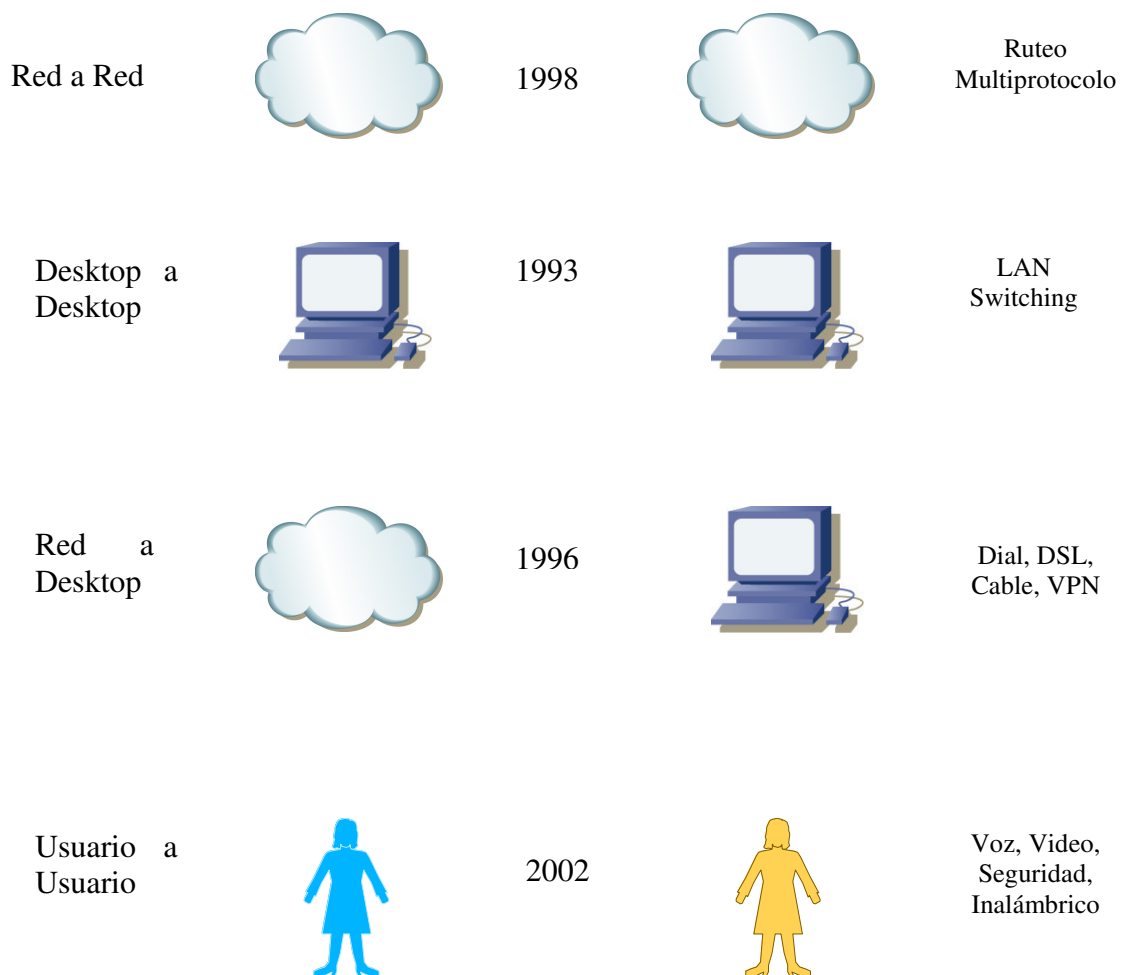 Red a Red
1998
Ruteo
Multiprotocolo
Desktop a
Desktop
1993
LAN
Switching
Red a
Desktop
1996
Dial, DSL,
Cable, VPN
Usuario a
Usuario
2002
Voz, Video,
Seguridad,
Inalámbrico